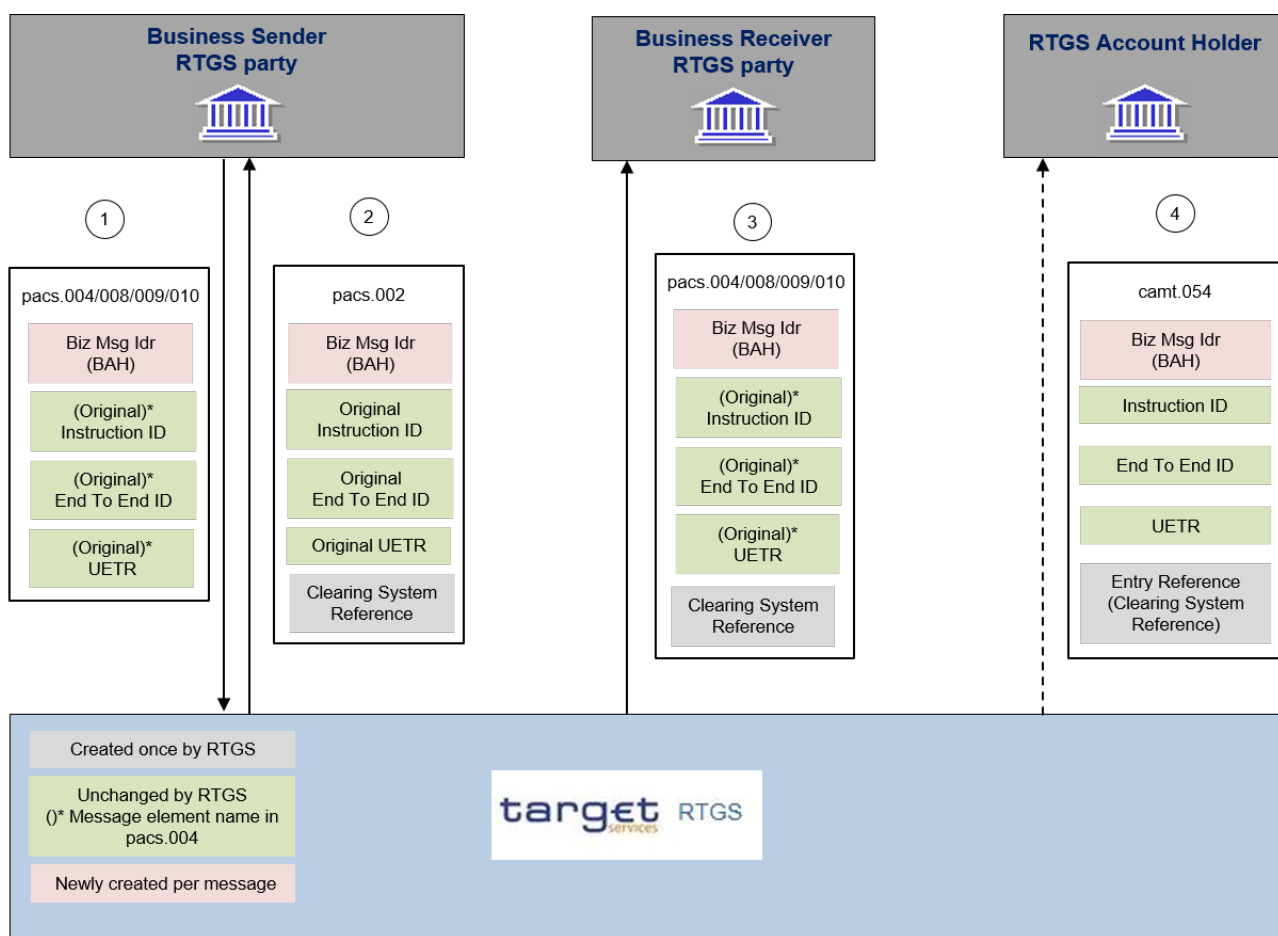 Business Sender
RTGS party
Business Receiver
RTGS party
RTGS Account Holder
1
2
3
4
pacs.004/008/009/010
Biz Msg Idr
(BAH)
(Original)*
Instruction ID
(Original)*
End To End ID
(Original)*
UETR
pacs.002
Biz Msg Idr
(BAH)
Original
Instruction ID
Original
End To End ID
Original UETR
Clearing System
Reference
pacs.004/008/009/010
Biz Msg Idr
(BAH)
(Original)*
Instruction ID
(Original)*
End To End ID
(Original)*
UETR
Clearing System
Reference
camt.054
Biz Msg Idr
(BAH)
Instruction ID
End To End ID
UETR
Entry Reference
(Clearing System
Reference)
Created once by RTGS
Unchanged by RTGS
()* Message element name in
pacs.004
Newly created per message
target RTGS
services